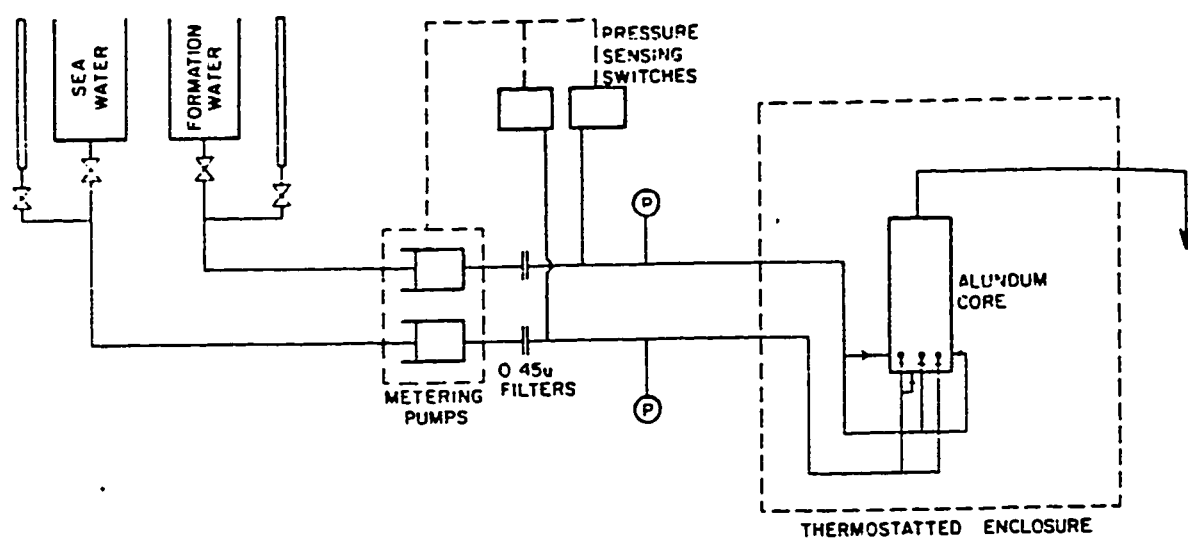 SEA
WATER
FORMATION
WATER
PRESSURE
SENSING
SWITCHES
P
ALUNDUM
CORE
0 45u
FILTERS
METERING
PUMPS
P
THERMOSTATTED ENCLOSURE